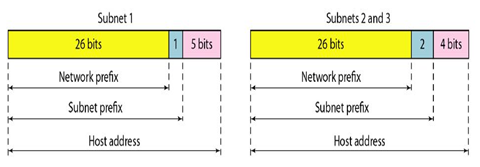 Subnet 1
26 bits 1 5 bits
Network prefix
Subnet prefix
Host address
Subnets 2 and 3
26 bits 2 4 bits
Network prefix
Subnet prefix
Host address